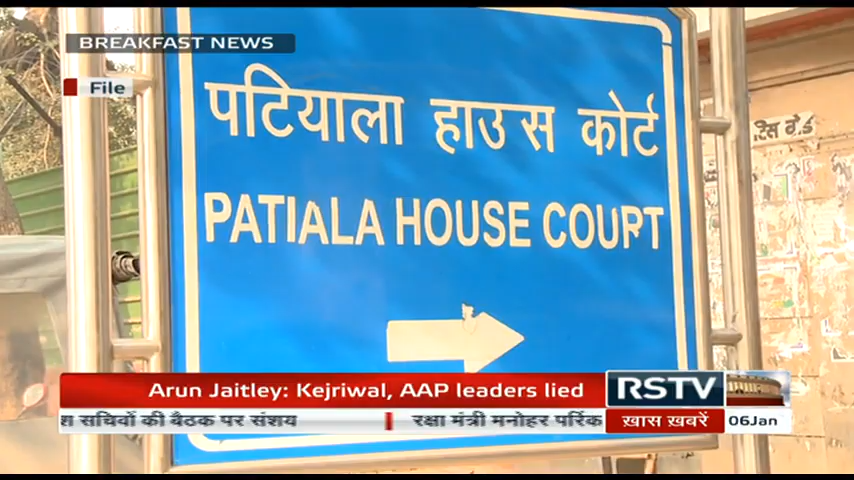 BREAKFAST NEWS
File
पटियाला हाउस कोर्ट
PATIALA HOUSE COURT
Arun Jaitley: Kejriwal, AAP leaders lied
RSTV
सचिवों की बैठक पर संशय
रक्षा मंत्री मनोहर पर्रिक
ख़ास ख़बरें
06Jan